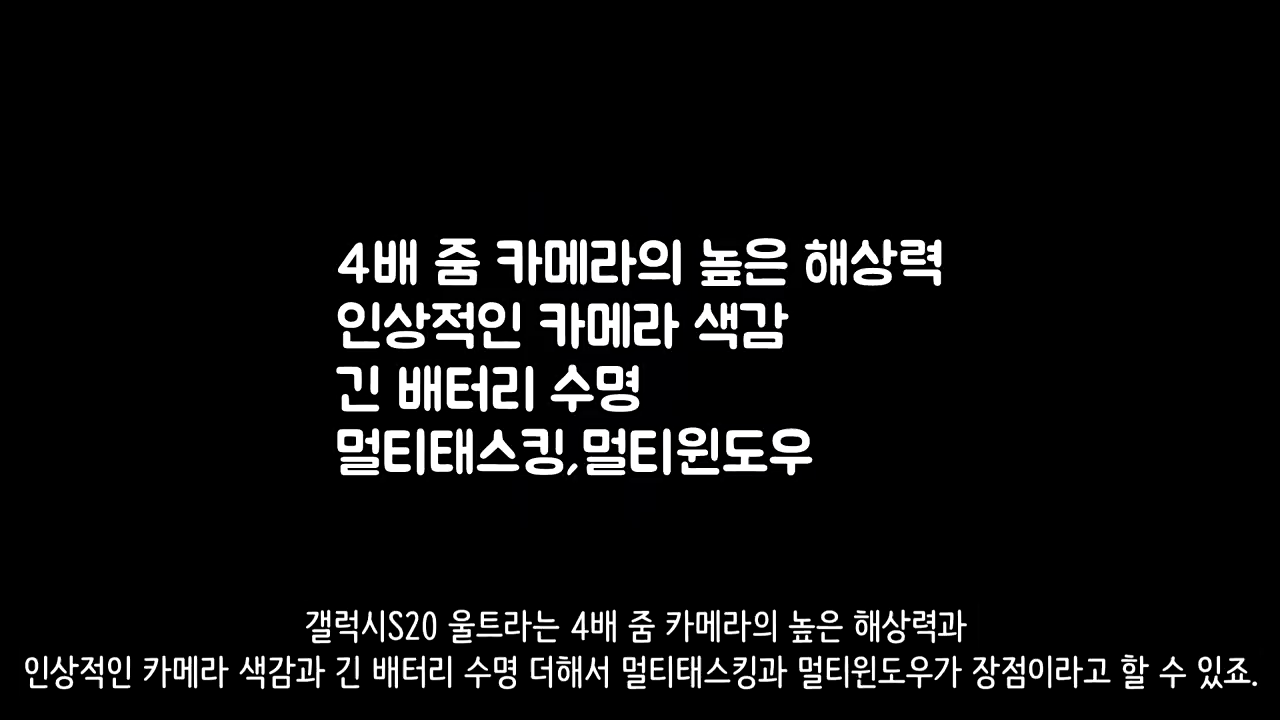 4배 줌 카메라의 높은 해상력
인상적인 카메라 색감
긴 배터리 수명
멀티태스킹,멀티윈도우
갤럭시S20 울트라는 4배 줌 카메라의 높은 해상력과
인상적인 카메라 색감과 긴 배터리 수명 더해서 멀티태스킹과 멀티윈도우가 장점이라고 할 수 있죠.